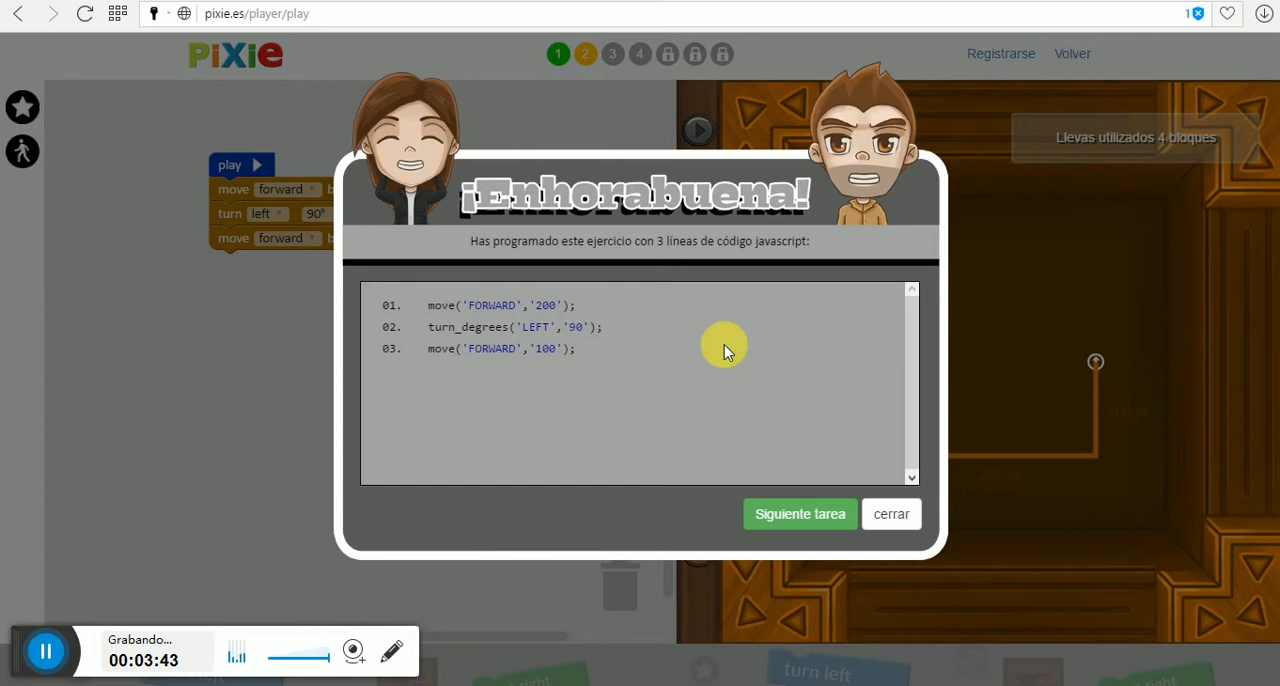 pixie.es/player/play
1
PiXie
1 2 3 4
Registrarse Volver
Llevas utilizados 4 bloques
play
move forward b
turn left 90°
move forward b
¡Enhorabuena!
Has programado este ejercicio con 3 líneas de código javascript:
01. move('FORWARD','200');
02. turn_degrees('LEFT','90');
03. move('FORWARD','100');
Siguiente tarea cerrar
Grabando...
00:03:43
turn left